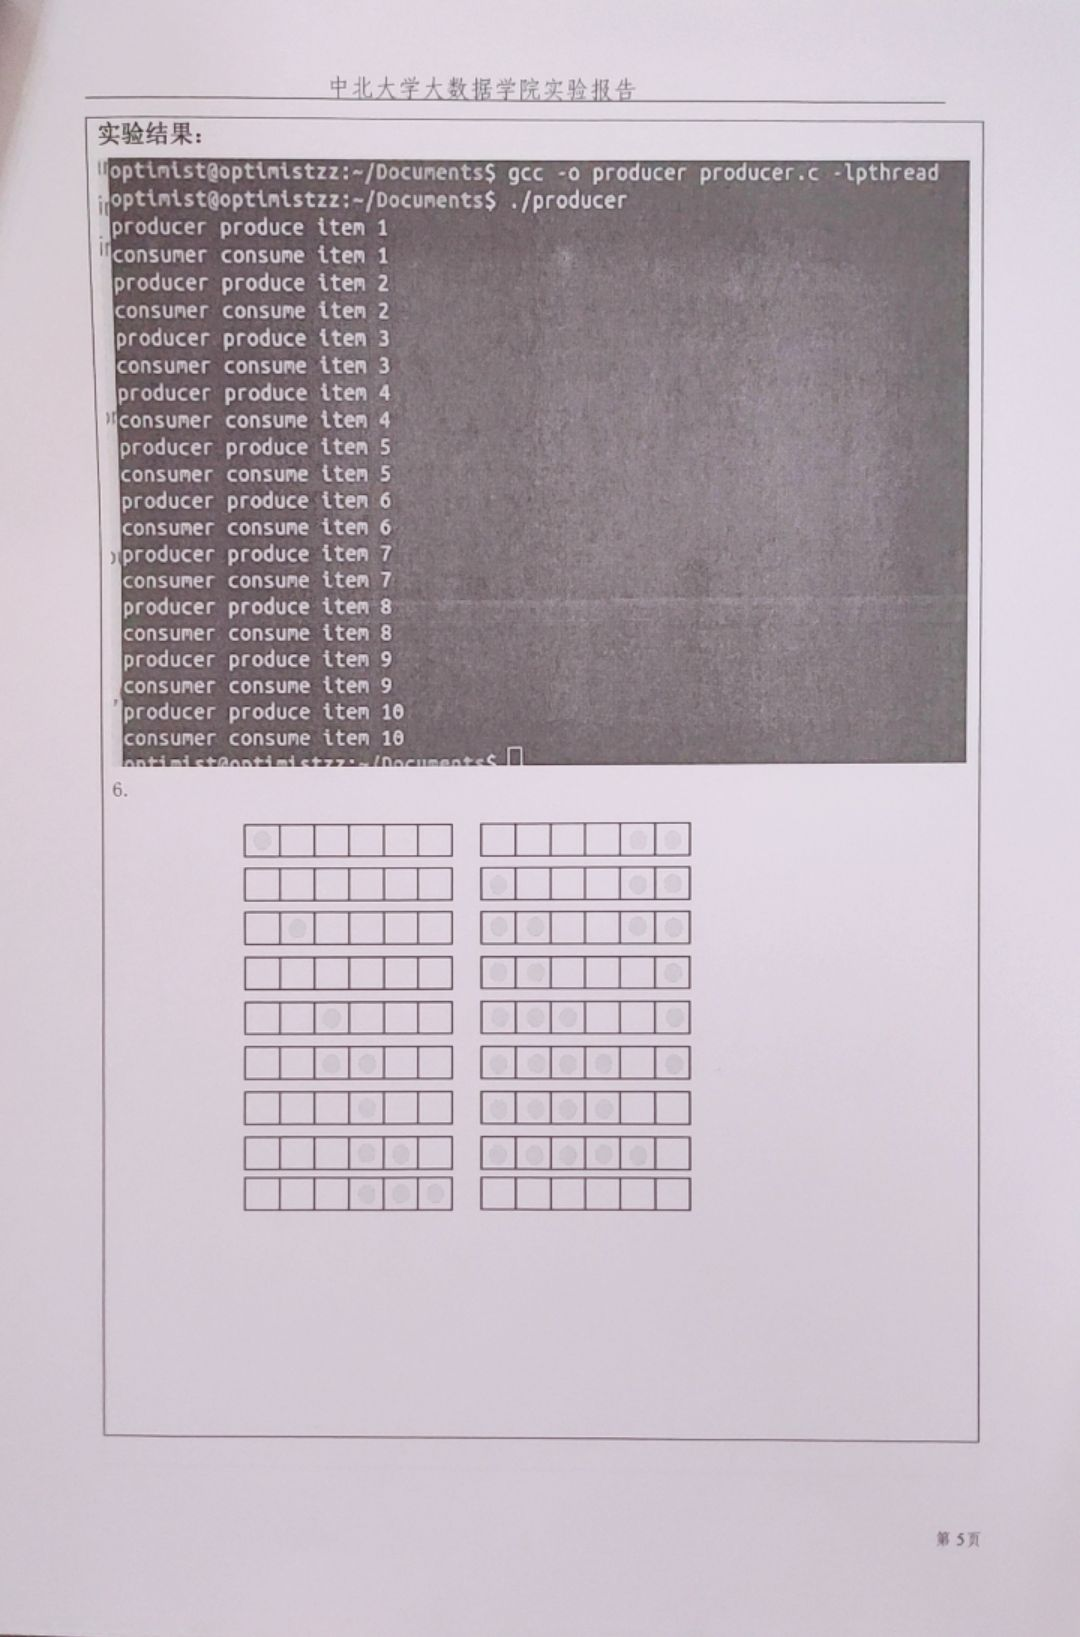 中北大学大数据学院实验报告
实验结果：
optimist@optimistzz:~/Documents$ gcc -o producer producer.c -lpthread
optimist@optimistzz:~/Documents$ ./producer
producer produce item 1
consumer consume item 1
producer produce item 2
consumer consume item 2
producer produce item 3
consumer consume item 3
producer produce item 4
consumer consume item 4
producer produce item 5
consumer consume item 5
producer produce item 6
consumer consume item 6
producer produce item 7
consumer consume item 7
producer produce item 8
consumer consume item 8
producer produce item 9
consumer consume item 9
producer produce item 10
consumer consume item 10
optimist@optimistzz:~/Documents$
6.
第 5页